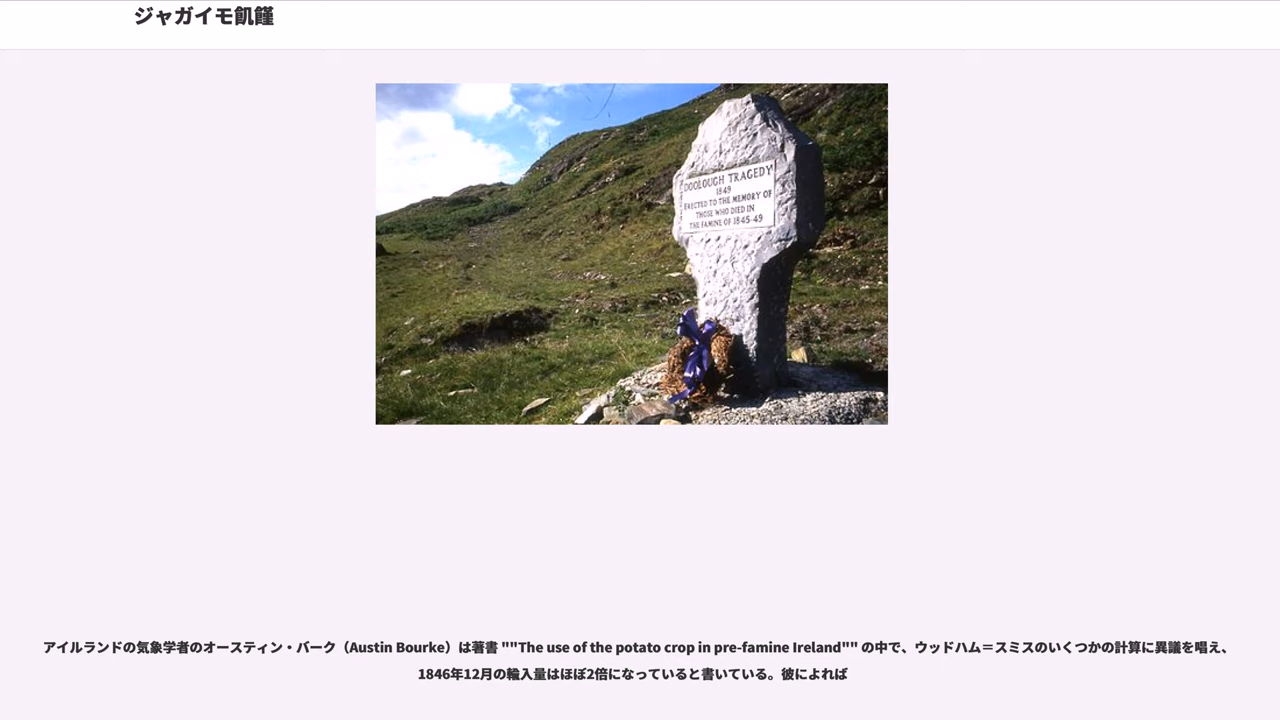 ジャガイモ飢饉
DOOLOUGH TRAGEDY
1849
ERECTED TO THE MEMORY OF
THOSE WHO DIED IN
THE FAMINE OF 1845-49
アイルランドの気象学者のオースティン・バーク（Austin Bourke）は著書 ""The use of the potato crop in pre-famine Ireland"" の中で、ウッドハム＝スミスのいくつかの計算に異議を唱え、
1846年12月の輸入量はほぼ2倍になっていると書いている。彼によれば